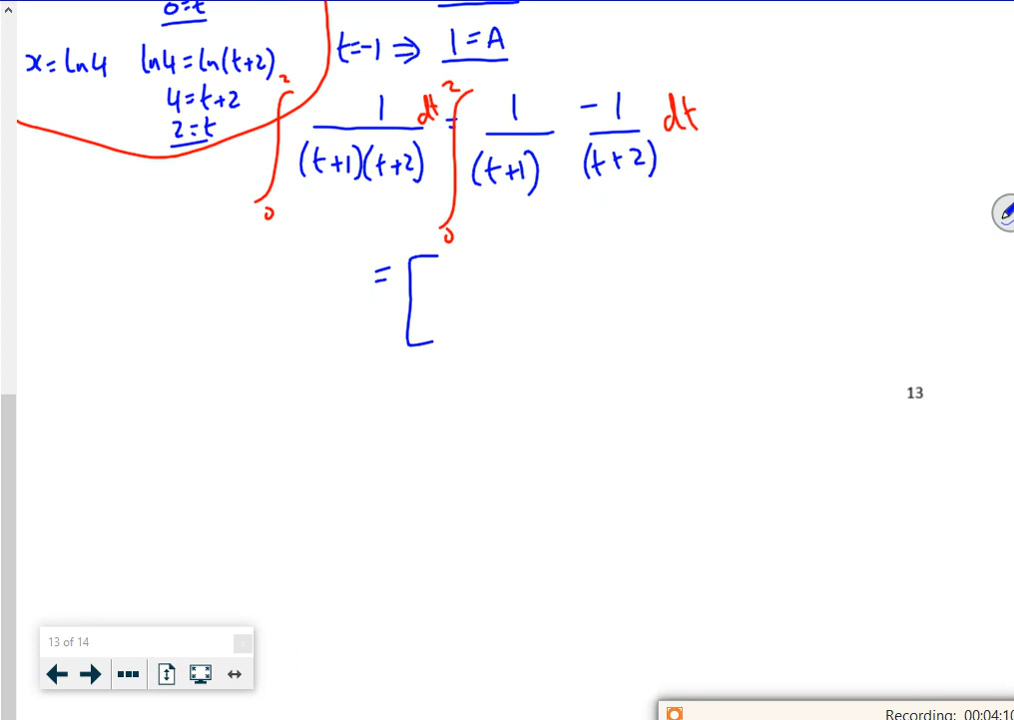 0=t
t=-1 ⇒ 1 = A
x = ln4 ln4 = ln(t+2)
4 = t+2
2 = t
∫₀² 1/((t+1)(t+2)) dt = ∫₀² 1/(t+1) -1/(t+2) dt
= [
13
13 of 14
Recording: 00:04:10